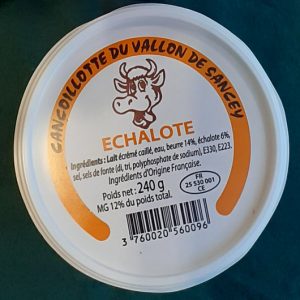 CANCOILLOTTE DU VALLON DE SANCEY
ECHALOTE
Ingrédients : Lait écrémé caillé, eau, beurre 14%, échalote 6%,
sel, sels de fonte (di, tri, polyphosphate de sodium), E330, E223.
Ingrédients d'Origine Française.
Poids net : 240 g
MG 12% du poids total.
FR
25 530 001
CE
3 760020 560096